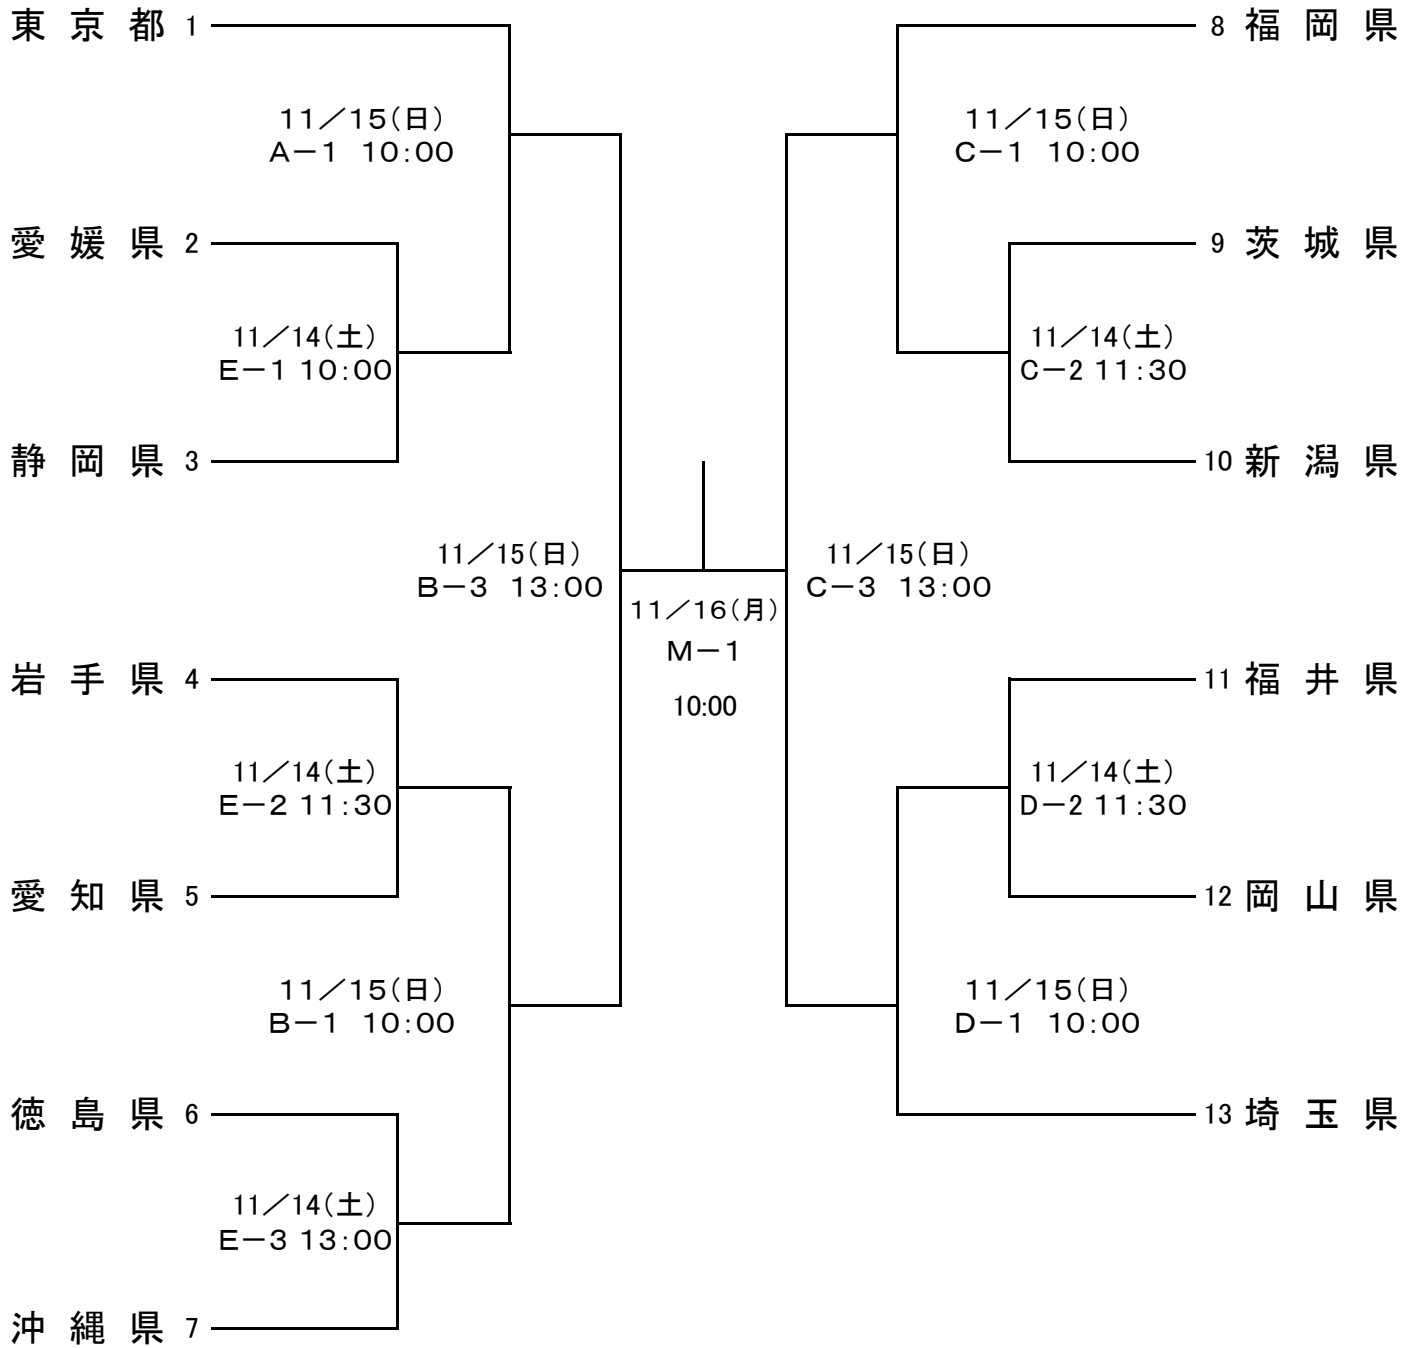 東京都 1
11／15(日)
A－1 10:00
愛媛県 2
11／14(土)
E－1 10:00
静岡県 3
11／15(日)
B－3 13:00
岩手県 4
11／14(土)
E－2 11:30
愛知県 5
11／15(日)
B－1 10:00
徳島県 6
11／14(土)
E－3 13:00
沖縄県 7
11／16(月)
M－1
10:00
8 福岡県
11／15(日)
C－1 10:00
9 茨城県
11／14(土)
C－2 11:30
10 新潟県
11／15(日)
C－3 13:00
11 福井県
11／14(土)
D－2 11:30
12 岡山県
11／15(日)
D－1 10:00
13 埼玉県